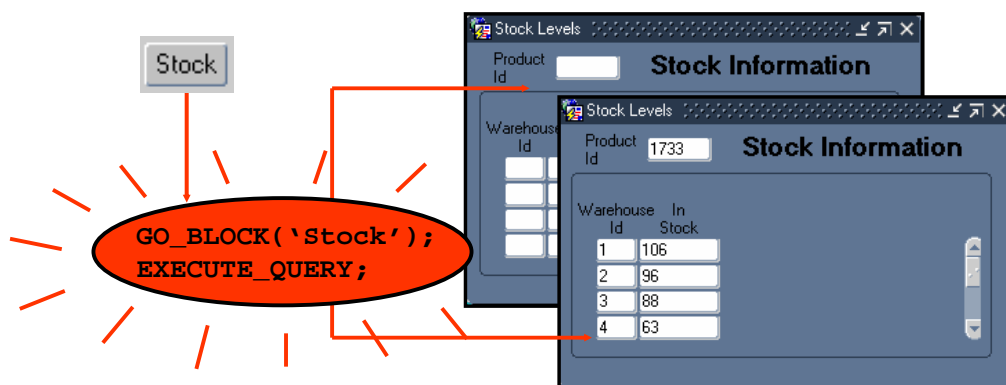 Stock
GO_BLOCK(‘Stock’);
EXECUTE_QUERY;
Stock Levels
Product
Id
Stock Information
Warehouse
Id
Stock Levels
Product
Id
1733
Stock Information
Warehouse In
Id Stock
1 106
2 96
3 88
4 63